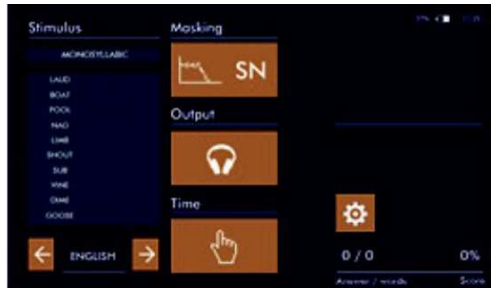 Stimulus
MONOSYLLABIC
LAUD
BOAT
POOL
NAG
LIMB
SHOUT
SUB
VINE
DIME
GOOSE
ENGLISH
Masking
SN
Output
Time
0 / 0
0%
Answer / words
Score